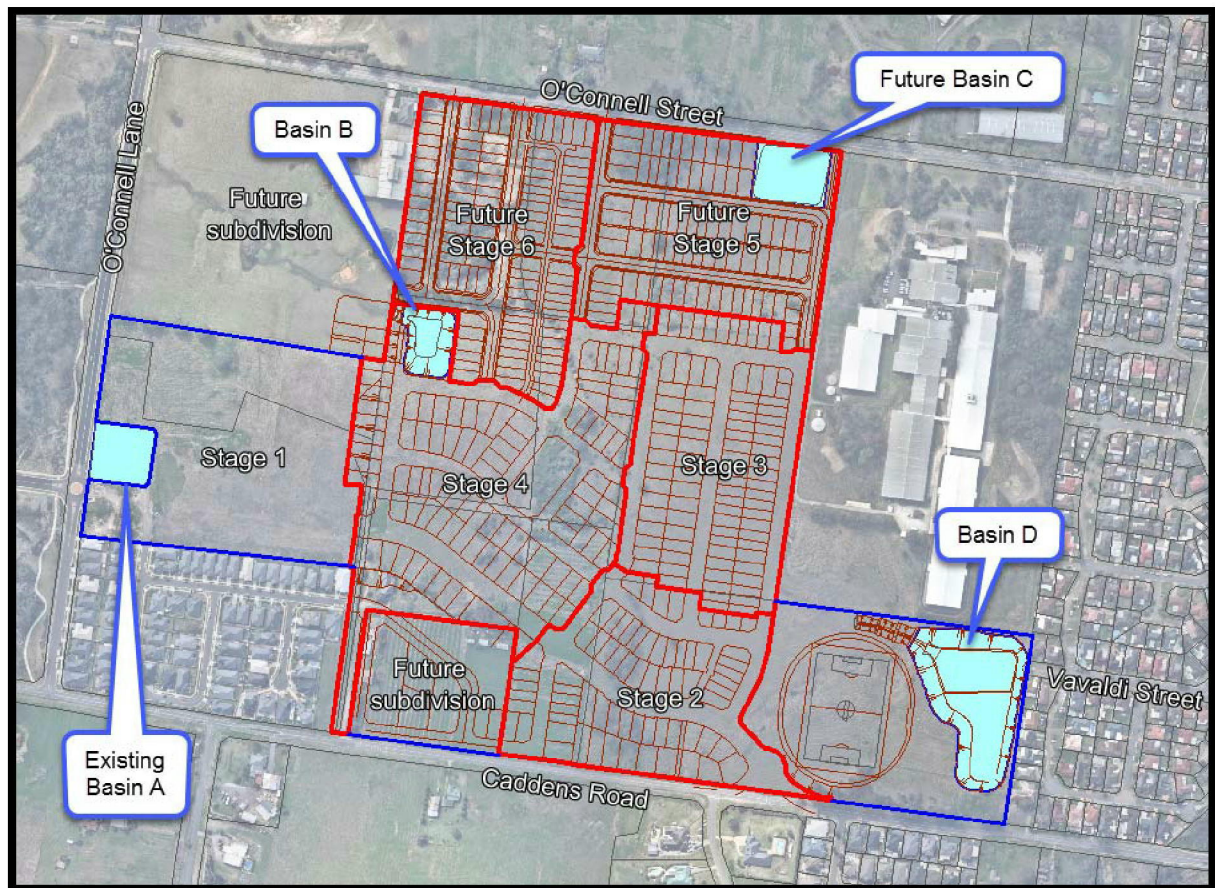 O'Connell Street
Future Basin C
Basin B
O'Connell Lane
Future
subdivision
Future
Stage 6
Future
Stage 5
Stage 1
Stage 4
Stage 3
Basin D
Future
subdivision
Stage 2
Vavaldi Street
Existing
Basin A
Caddens Road